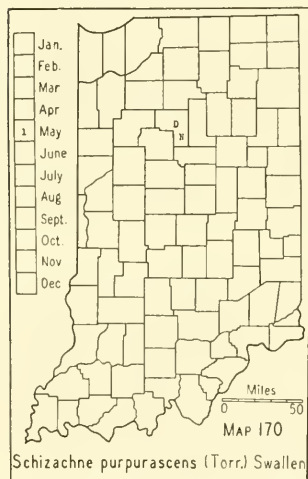 Jan.
Feb.
Mar
Apr
1 May
June
July
Aug
Sept.
Oct.
Nov
Dec
D
N
Miles
0 50
MAP 170
Schizachne purpurascens (Torr.) Swallen